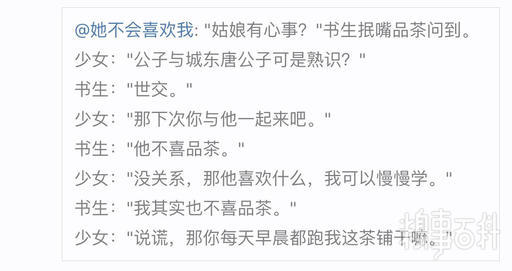 @她不会喜欢我: "姑娘有心事？"书生抿嘴品茶问到。
少女："公子与城东唐公子可是熟识？"
书生："世交。"
少女："那下次你与他一起来吧。"
书生："他不喜品茶。"
少女："没关系，那他喜欢什么，我可以慢慢学。"
书生："我其实也不喜品茶。"
少女："说谎，那你每天早晨都跑我这茶铺干嘛。"
糗事百科